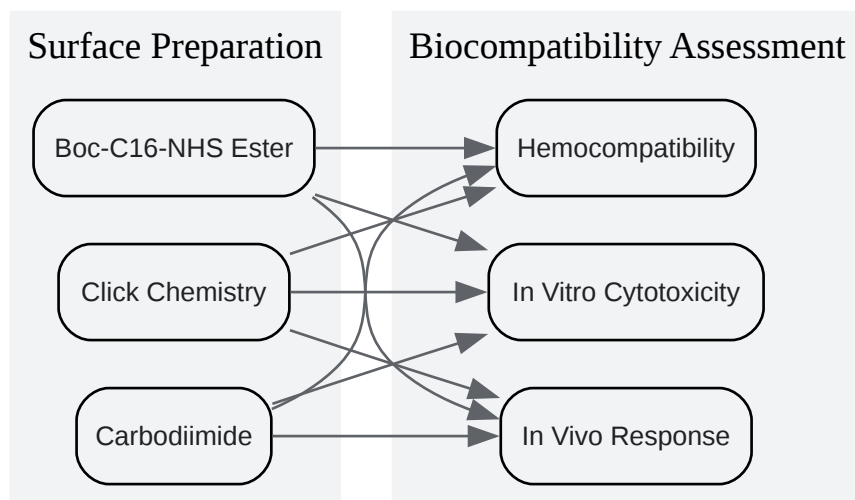 Surface Preparation
Biocompatibility Assessment
Boc-C16-NHS Ester
Hemocompatibility
Click Chemistry
In Vitro Cytotoxicity
Carbodiimide
In Vivo Response